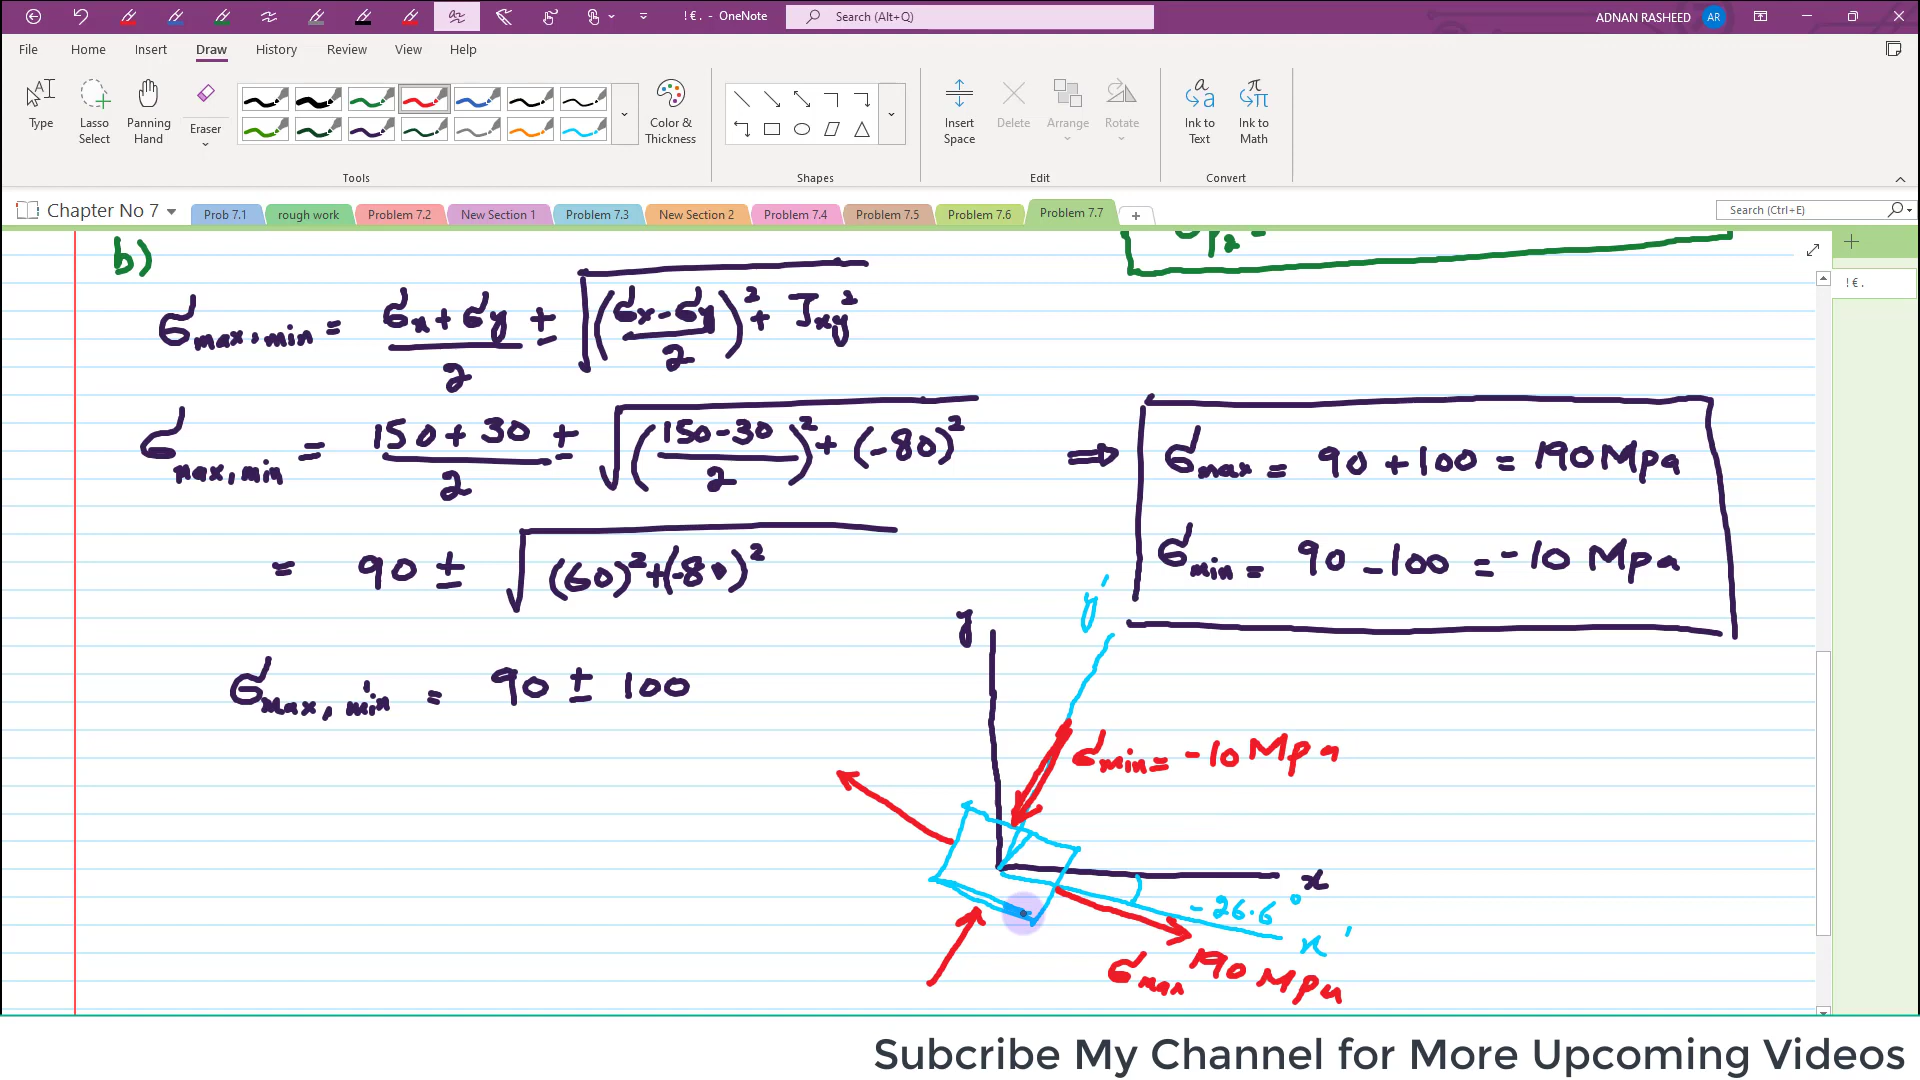 !€ . - OneNote
Search (Alt+Q)
ADNAN RASHEED AR
File Home Insert Draw History Review View Help
Type
Lasso Select
Panning Hand
Eraser
Color & Thickness
Insert Space
Delete
Arrange
Rotate
Ink to Text
Ink to Math
Tools Shapes Edit Convert
Chapter No 7
Prob 7.1 rough work Problem 7.2 New Section 1 Problem 7.3 New Section 2 Problem 7.4 Problem 7.5 Problem 7.6 Problem 7.7 +
Search (Ctrl+E)
!€ .
b)
σmax,min = (σx + σy)/2 ± √(((σx - σy)/2)² + τxy²)
σmax,min = (150 + 30)/2 ± √(((150 - 30)/2)² + (-80)²)
= 90 ± √((60)² + (-80)²)
σmax,min = 90 ± 100
⇒ σmax = 90 + 100 = 190 Mpa
σmin = 90 - 100 = -10 Mpa
y
y'
σmin = -10 Mpa
x
-26.6°
x'
σmax 190 Mpa
Subcribe My Channel for More Upcoming Videos